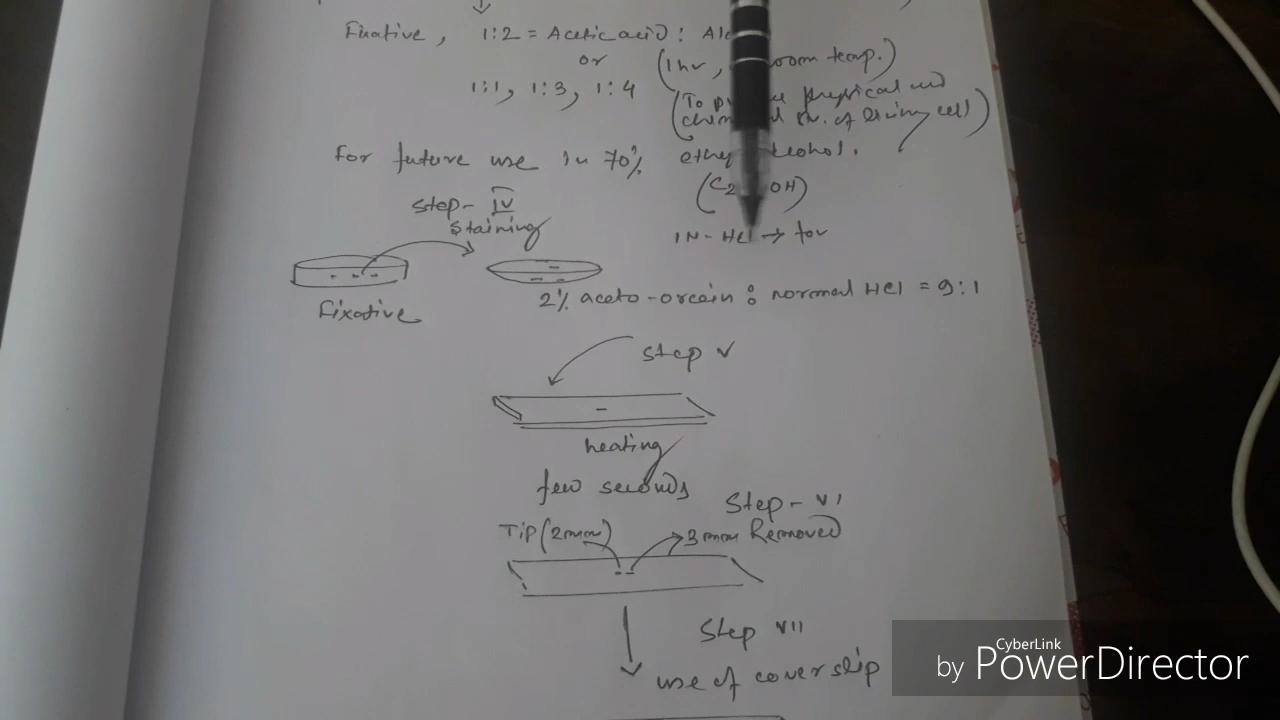 Fixative, 1:2 = Acetic acid :
or (1hr, room temp.)
1:1, 1:3, 1:4 (To physical and
of living cell)
For future use in 70% alcohol.
Step- IV
Staining
1N- HCl → for
Fixative
2% aceto-orcein : normal HCl = 9:1
Step V
heating
few seconds
Step- VI
Tip (2mm) 3mm Removed
Step VII
use of cover slip
CyberLink
by PowerDirector